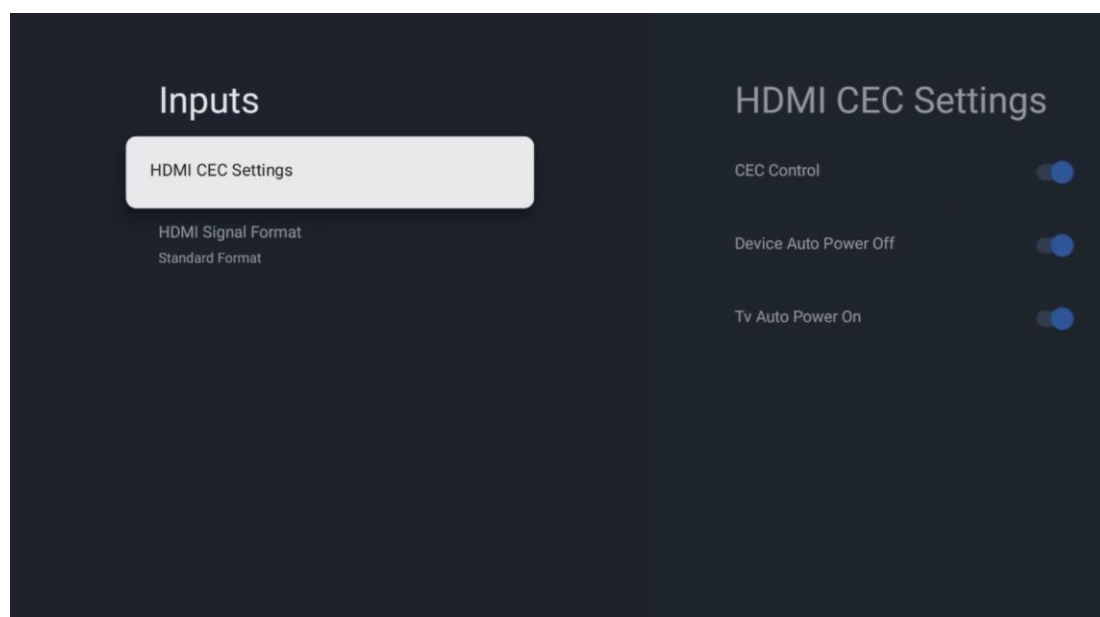 Inputs
HDMI CEC Settings
HDMI Signal Format
Standard Format
HDMI CEC Settings
CEC Control
Device Auto Power Off
Tv Auto Power On